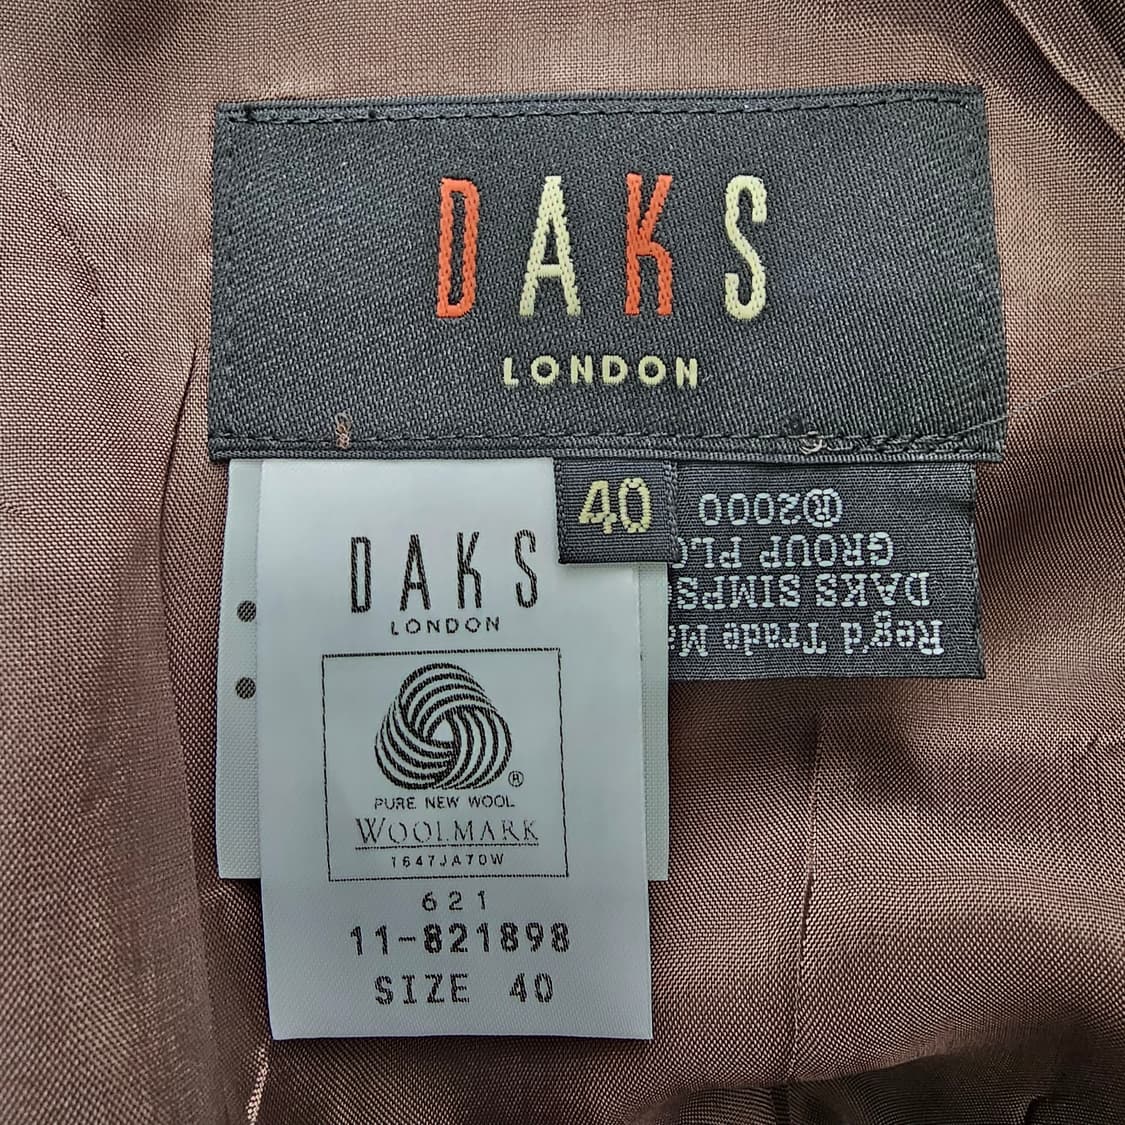 DAKS
LONDON
40
Reg'd Trade
DAKS
GROUP
®2000
DAKS
LONDON
®
PURE NEW WOOL
WOOLMARK
1647JA70W
621
11-821898
SIZE 40